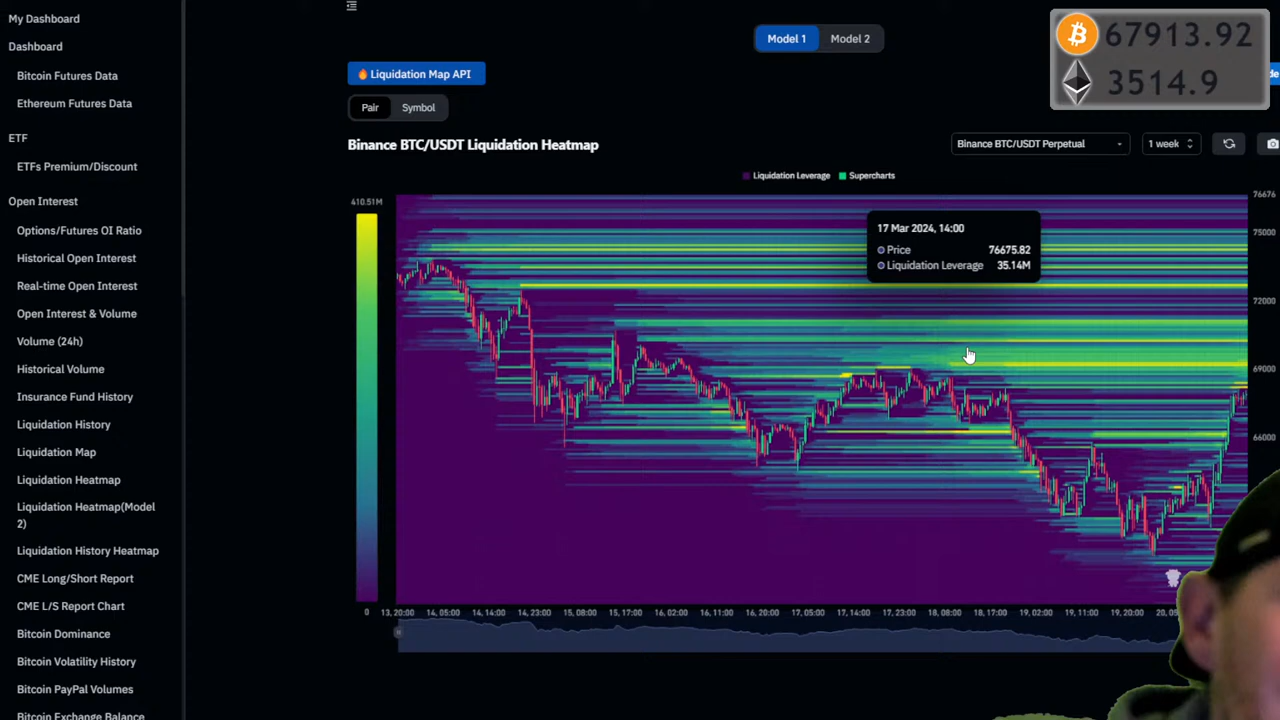 My Dashboard
Dashboard
Bitcoin Futures Data
Ethereum Futures Data
ETF
ETFs Premium/Discount
Open Interest
Options/Futures OI Ratio
Historical Open Interest
Real-time Open Interest
Open Interest & Volume
Volume (24h)
Historical Volume
Insurance Fund History
Liquidation History
Liquidation Map
Liquidation Heatmap
Liquidation Heatmap(Model
2)
Liquidation History Heatmap
CME Long/Short Report
CME L/S Report Chart
Bitcoin Dominance
Bitcoin Volatility History
Bitcoin PayPal Volumes
Bitcoin Exchange Balance
Model 1 Model 2
67913.92
3514.9
Liquidation Map API
Pair Symbol
Binance BTC/USDT Liquidation Heatmap
Binance BTC/USDT Perpetual 1 week
Liquidation Leverage Supercharts
410.51M
0
17 Mar 2024, 14:00
Price 76675.82
Liquidation Leverage 35.14M
76676
75000
72000
69000
66000
13, 20:00 14, 05:00 14, 14:00 14, 23:00 15, 08:00 15, 17:00 16, 02:00 16, 11:00 16, 20:00 17, 05:00 17, 14:00 17, 23:00 18, 08:00 18, 17:00 19, 02:00 19, 11:00 19, 20:00